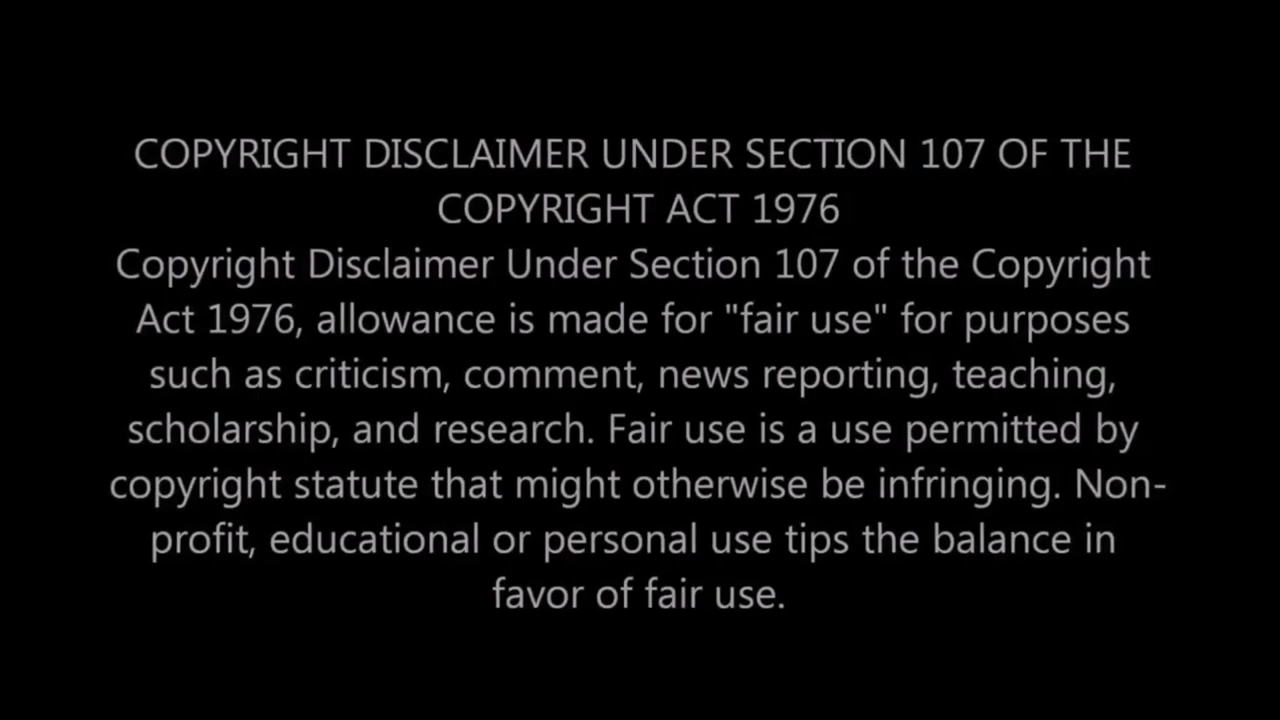 COPYRIGHT DISCLAIMER UNDER SECTION 107 OF THE
COPYRIGHT ACT 1976
Copyright Disclaimer Under Section 107 of the Copyright
Act 1976, allowance is made for "fair use" for purposes
such as criticism, comment, news reporting, teaching,
scholarship, and research. Fair use is a use permitted by
copyright statute that might otherwise be infringing. Non-
profit, educational or personal use tips the balance in
favor of fair use.